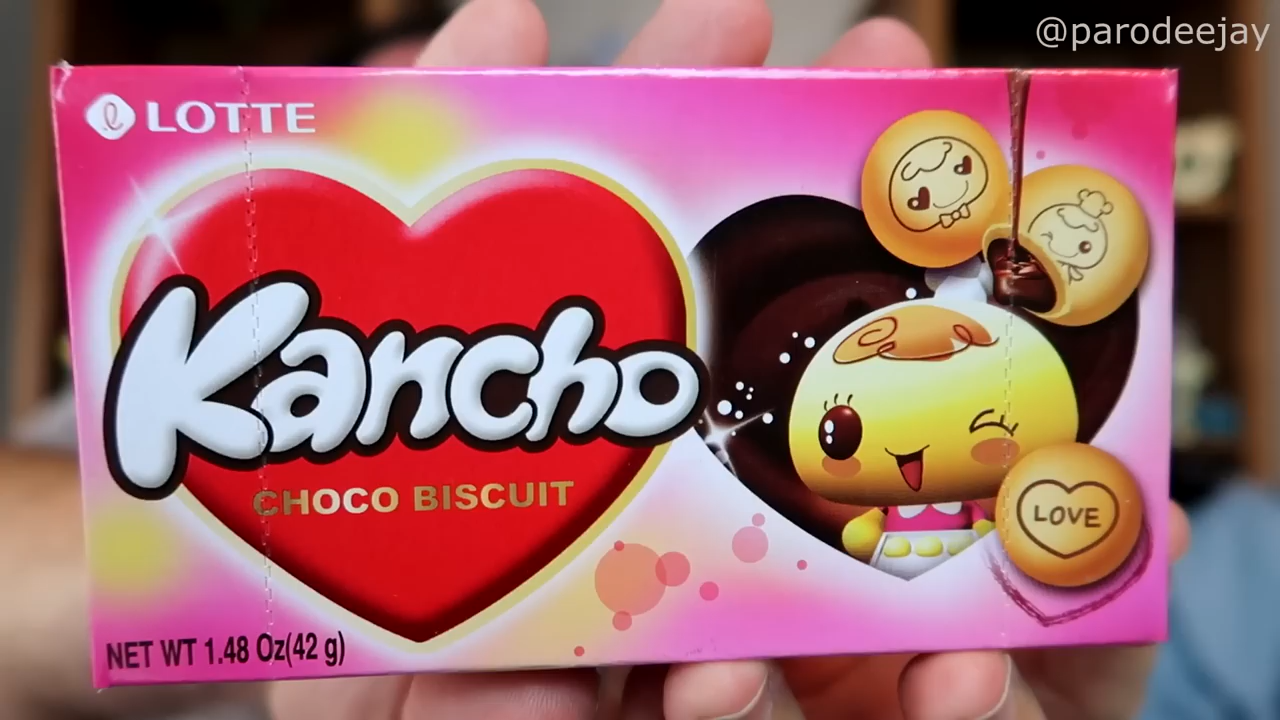 @parodeejay
LOTTE
Kancho
CHOCO BISCUIT
LOVE
NET WT 1.48 Oz(42 g)